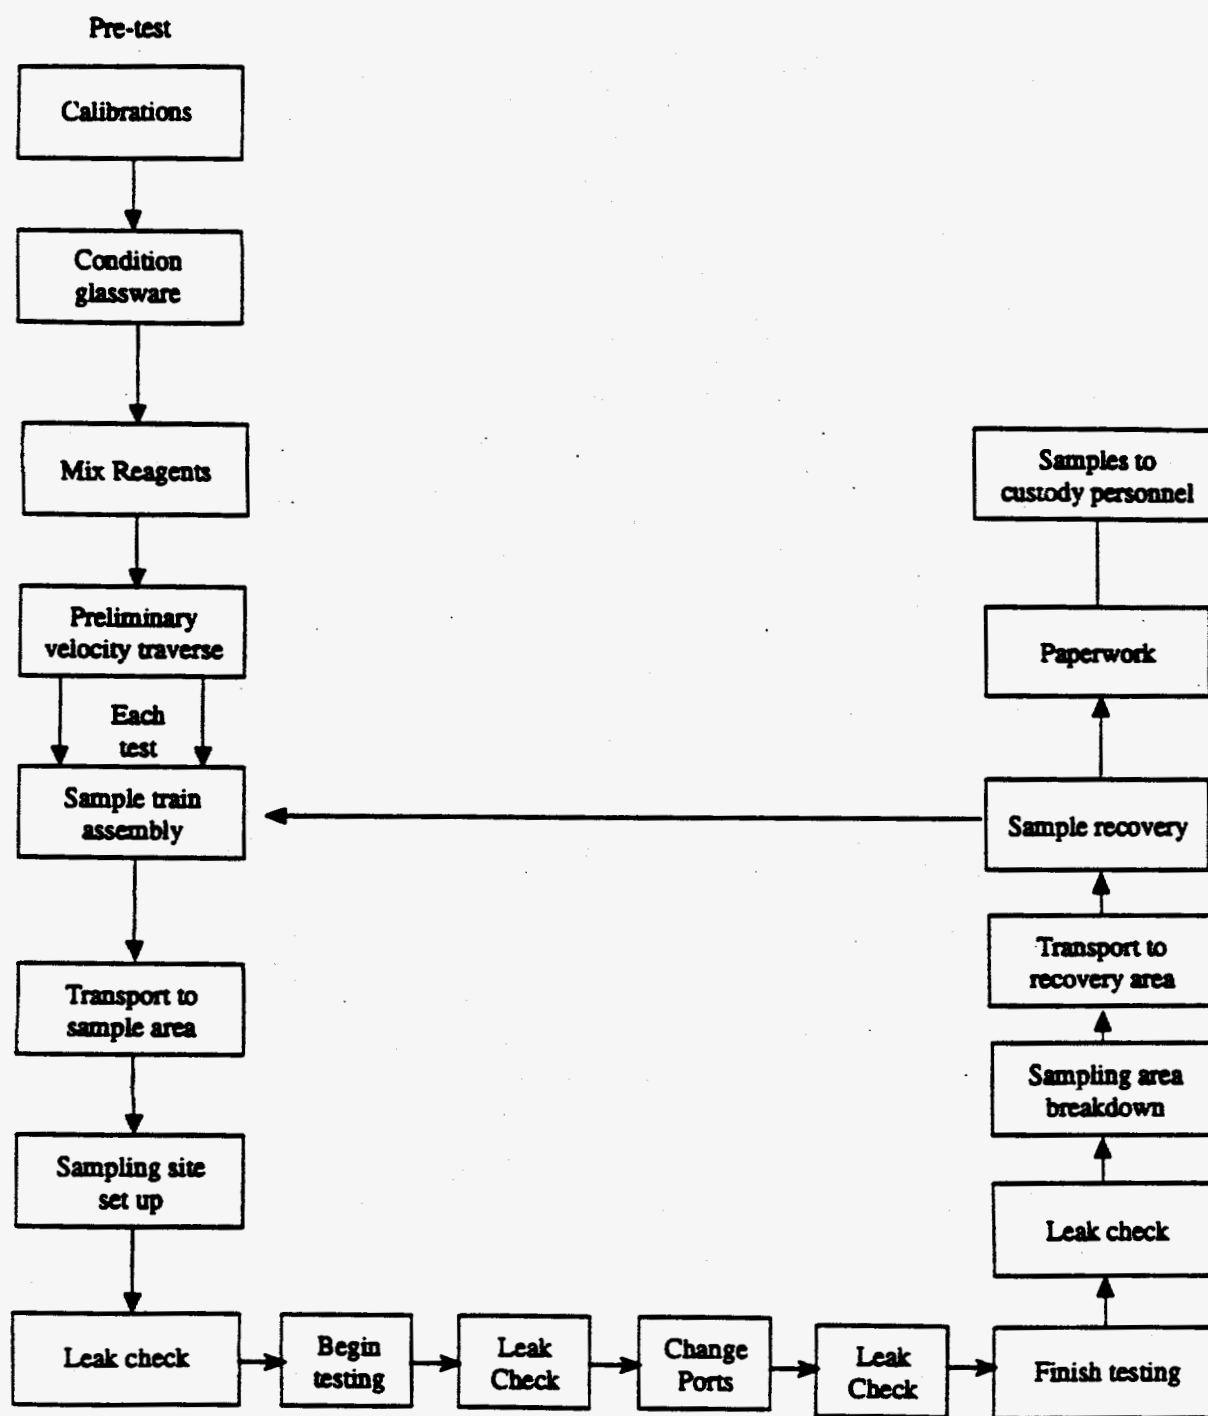 Pre-test
Calibrations
Condition
glassware
Mix Reagents
Preliminary
velocity traverse
Each
test
Sample train
assembly
Transport to
sample area
Sampling site
set up
Leak check
Begin
testing
Leak
Check
Change
Ports
Leak
Check
Finish testing
Leak check
Sampling area
breakdown
Transport to
recovery area
Sample recovery
Paperwork
Samples to
custody personnel